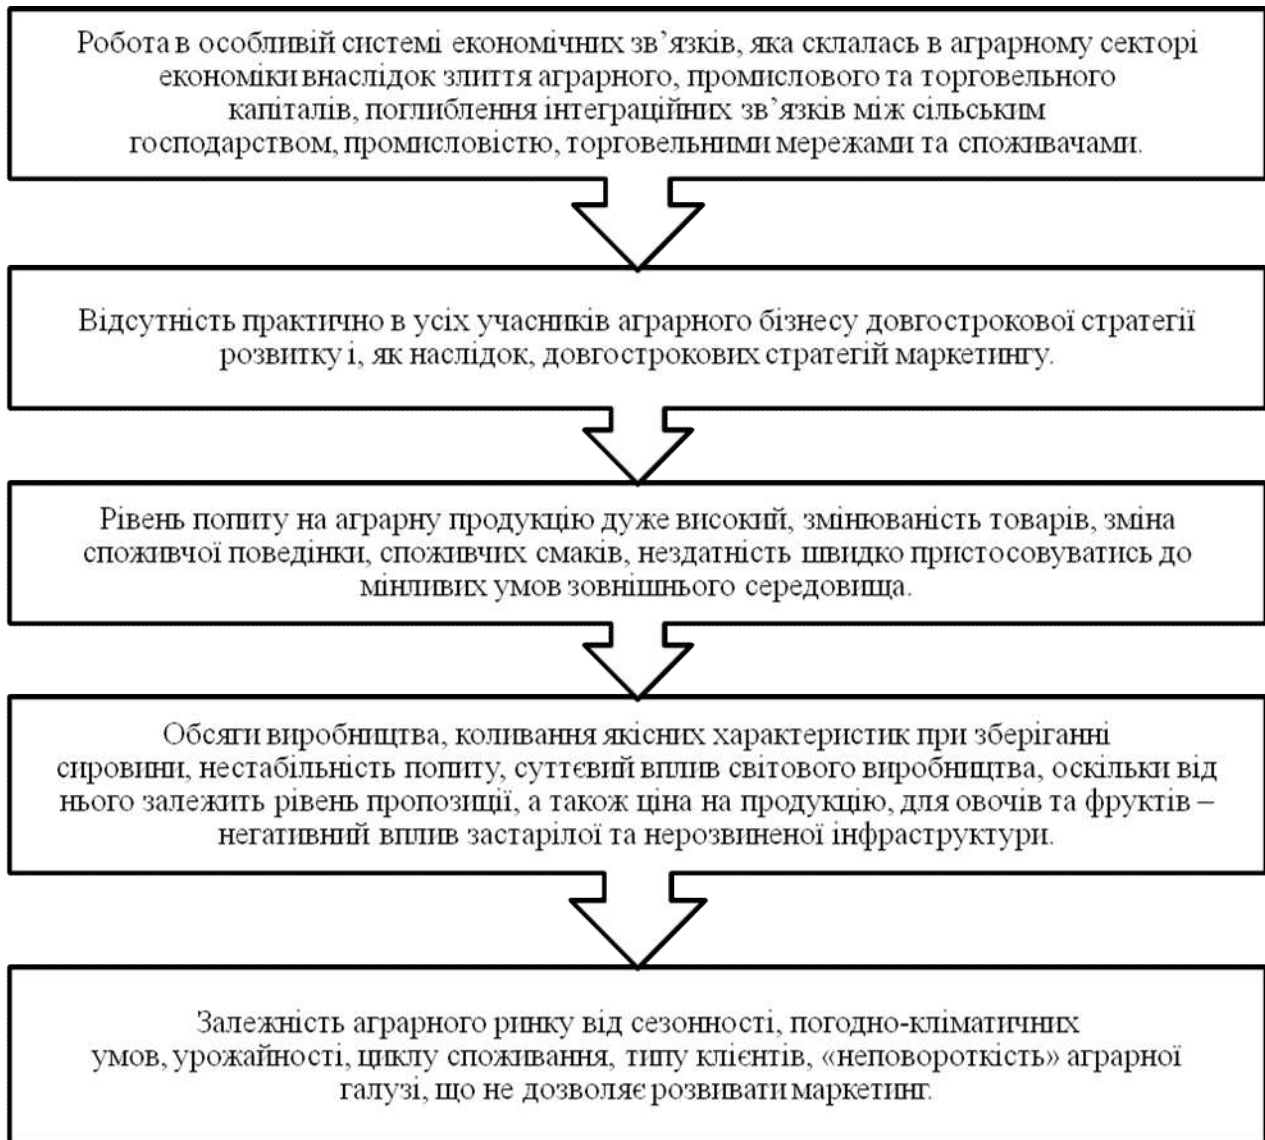 Робота в особливій системі економічних зв’язків, яка склалась в аграрному секторі
економіки внаслідок злиття аграрного, промислового та торговельного
капіталів, поглиблення інтеграційних зв’язків між сільським
господарством, промисловістю, торговельними мережами та споживачами.
Відсутність практично в усіх учасників аграрного бізнесу довгострокової стратегії
розвитку і, як наслідок, довгострокових стратегій маркетингу.
Рівень попиту на аграрну продукцію дуже високий, змінюваність товарів, зміна
споживчої поведінки, споживчих смаків, нездатність швидко пристосовуватись до
мінливих умов зовнішнього середовища.
Обсяги виробництва, коливання якісних характеристик при зберіганні
сировини, нестабільність попиту, суттєвий вплив світового виробництва, оскільки від
нього залежить рівень пропозиції, а також ціна на продукцію, для овочів та фруктів –
негативний вплив застарілої та нерозвиненої інфраструктури.
Залежність аграрного ринку від сезонності, погодно-кліматичних
умов, урожайності, циклу споживання, типу клієнтів, «неповороткість» аграрної
галузі, що не дозволяє розвивати маркетинг.